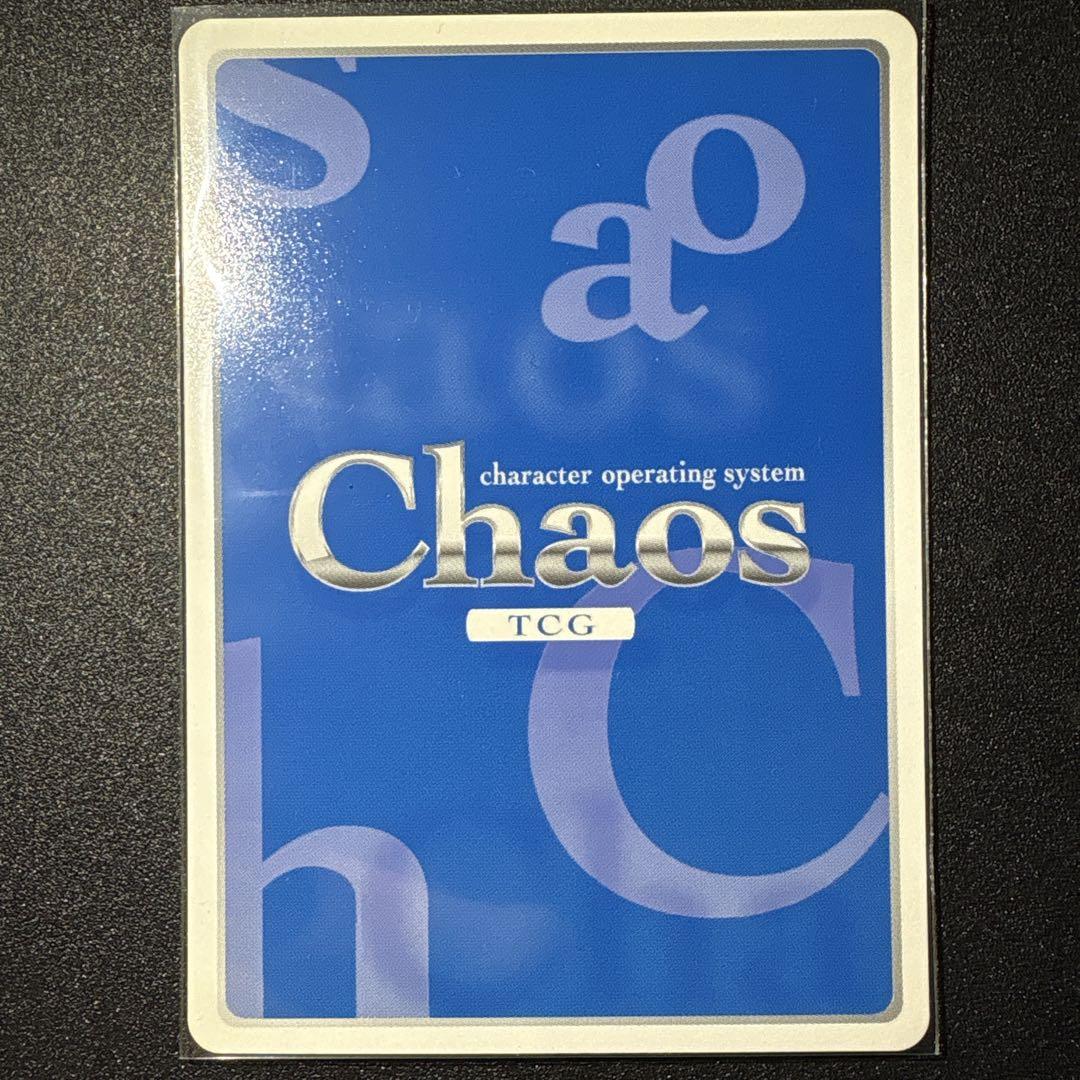 s
o
a
character operating system
Chaos
TCG
C
h